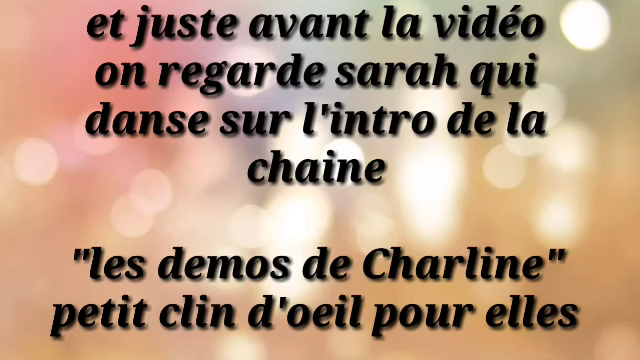 et juste avant la vidéo
on regarde sarah qui
danse sur l'intro de la
chaine
"les demos de Charline"
petit clin d'oeil pour elles